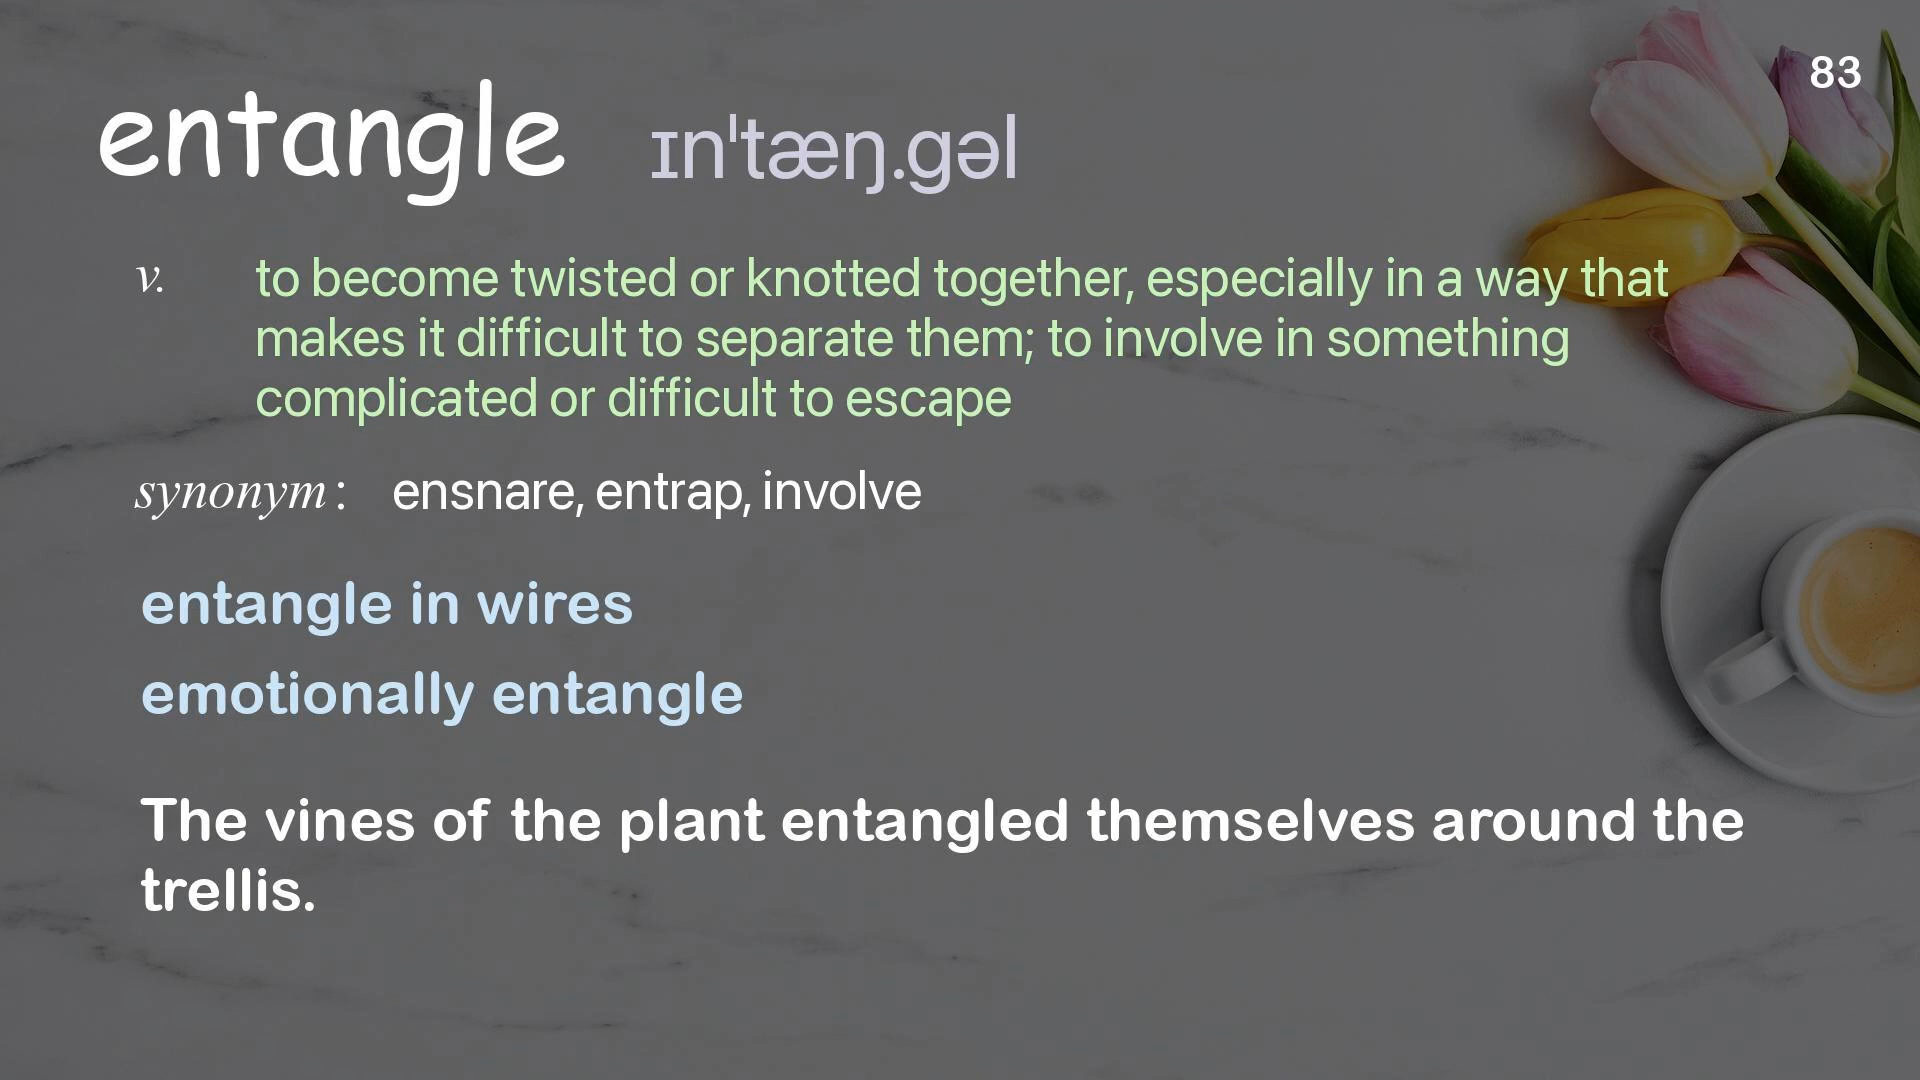 83
entangle ɪnˈtæŋ.gəl
v. to become twisted or knotted together, especially in a way that
makes it difficult to separate them; to involve in something
complicated or difficult to escape
synonym : ensnare, entrap, involve
entangle in wires
emotionally entangle
The vines of the plant entangled themselves around the
trellis.